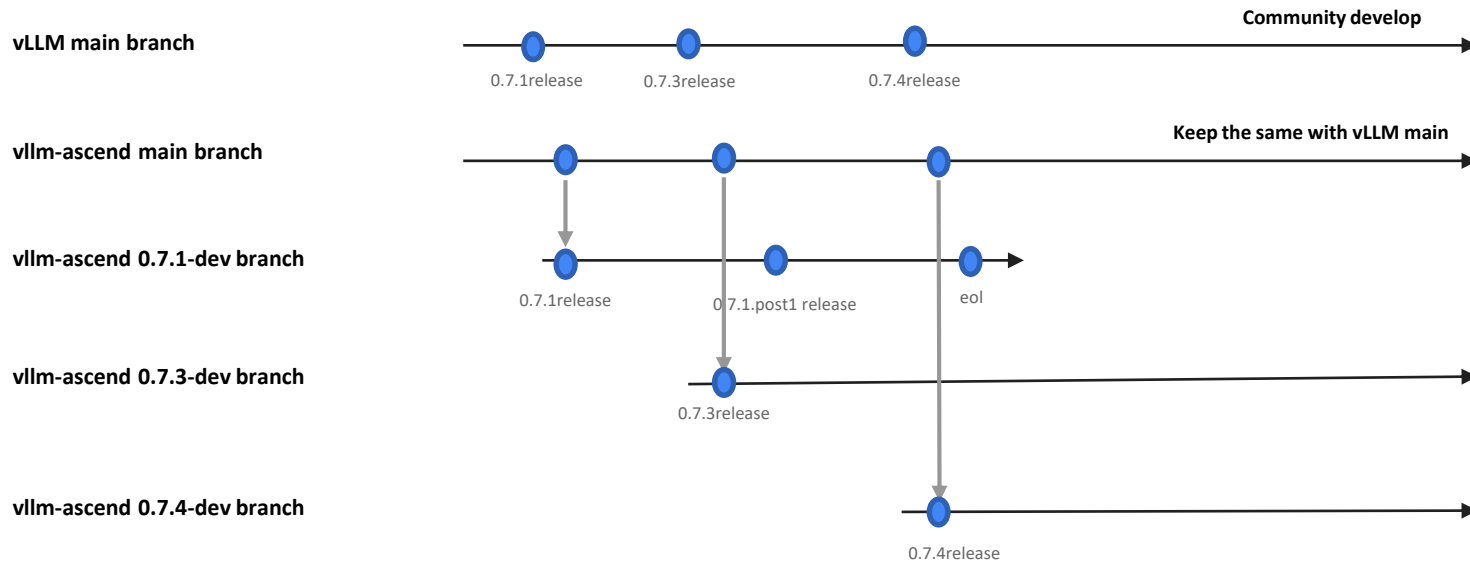 Community develop
vLLM main branch
0.7.1release
0.7.3release
0.7.4release
Keep the same with vLLM main
vllm-ascend main branch
vllm-ascend 0.7.1-dev branch
0.7.1release
0.7.1.post1 release
eol
vllm-ascend 0.7.3-dev branch
0.7.3release
vllm-ascend 0.7.4-dev branch
0.7.4release